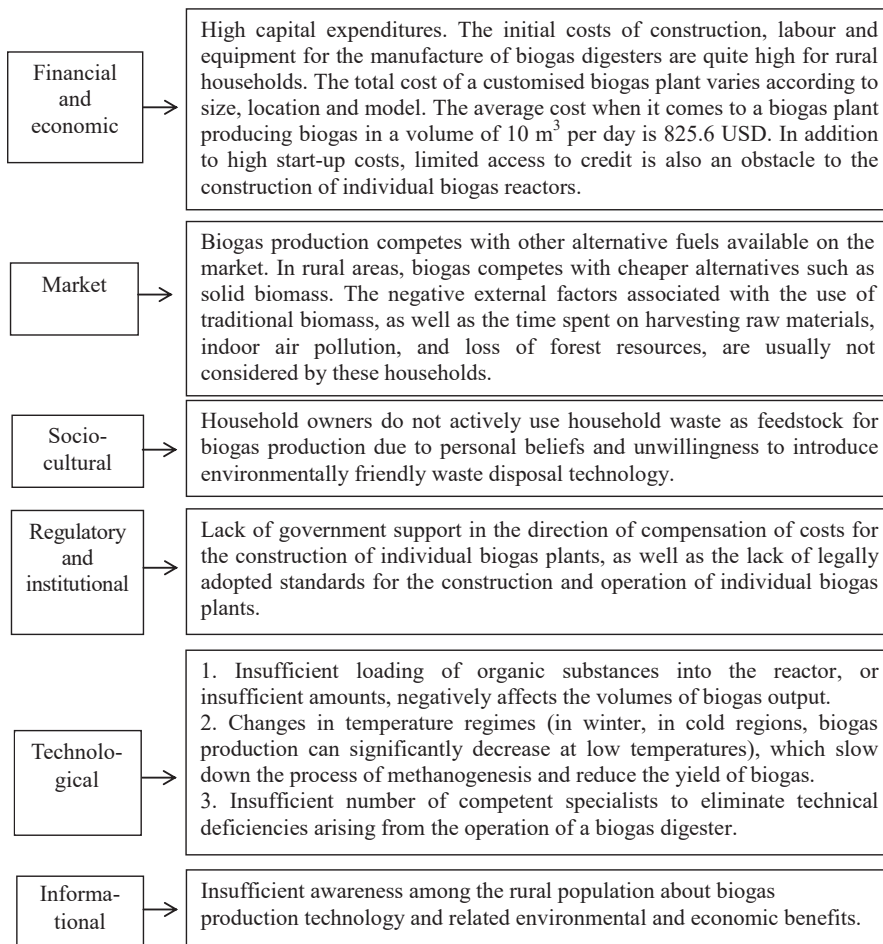 Financial
and
economic
High capital expenditures. The initial costs of construction, labour and
equipment for the manufacture of biogas digesters are quite high for rural
households. The total cost of a customised biogas plant varies according to
size, location and model. The average cost when it comes to a biogas plant
producing biogas in a volume of 10 m³ per day is 825.6 USD. In addition
to high start-up costs, limited access to credit is also an obstacle to the
construction of individual biogas reactors.
Market
Biogas production competes with other alternative fuels available on the
market. In rural areas, biogas competes with cheaper alternatives such as
solid biomass. The negative external factors associated with the use of
traditional biomass, as well as the time spent on harvesting raw materials,
indoor air pollution, and loss of forest resources, are usually not
considered by these households.
Socio-
cultural
Household owners do not actively use household waste as feedstock for
biogas production due to personal beliefs and unwillingness to introduce
environmentally friendly waste disposal technology.
Regulatory
and
institutional
Lack of government support in the direction of compensation of costs for
the construction of individual biogas plants, as well as the lack of legally
adopted standards for the construction and operation of individual biogas
plants.
Technolo-
gical
1. Insufficient loading of organic substances into the reactor, or
insufficient amounts, negatively affects the volumes of biogas output.
2. Changes in temperature regimes (in winter, in cold regions, biogas
production can significantly decrease at low temperatures), which slow
down the process of methanogenesis and reduce the yield of biogas.
3. Insufficient number of competent specialists to eliminate technical
deficiencies arising from the operation of a biogas digester.
Informa-
tional
Insufficient awareness among the rural population about biogas
production technology and related environmental and economic benefits.